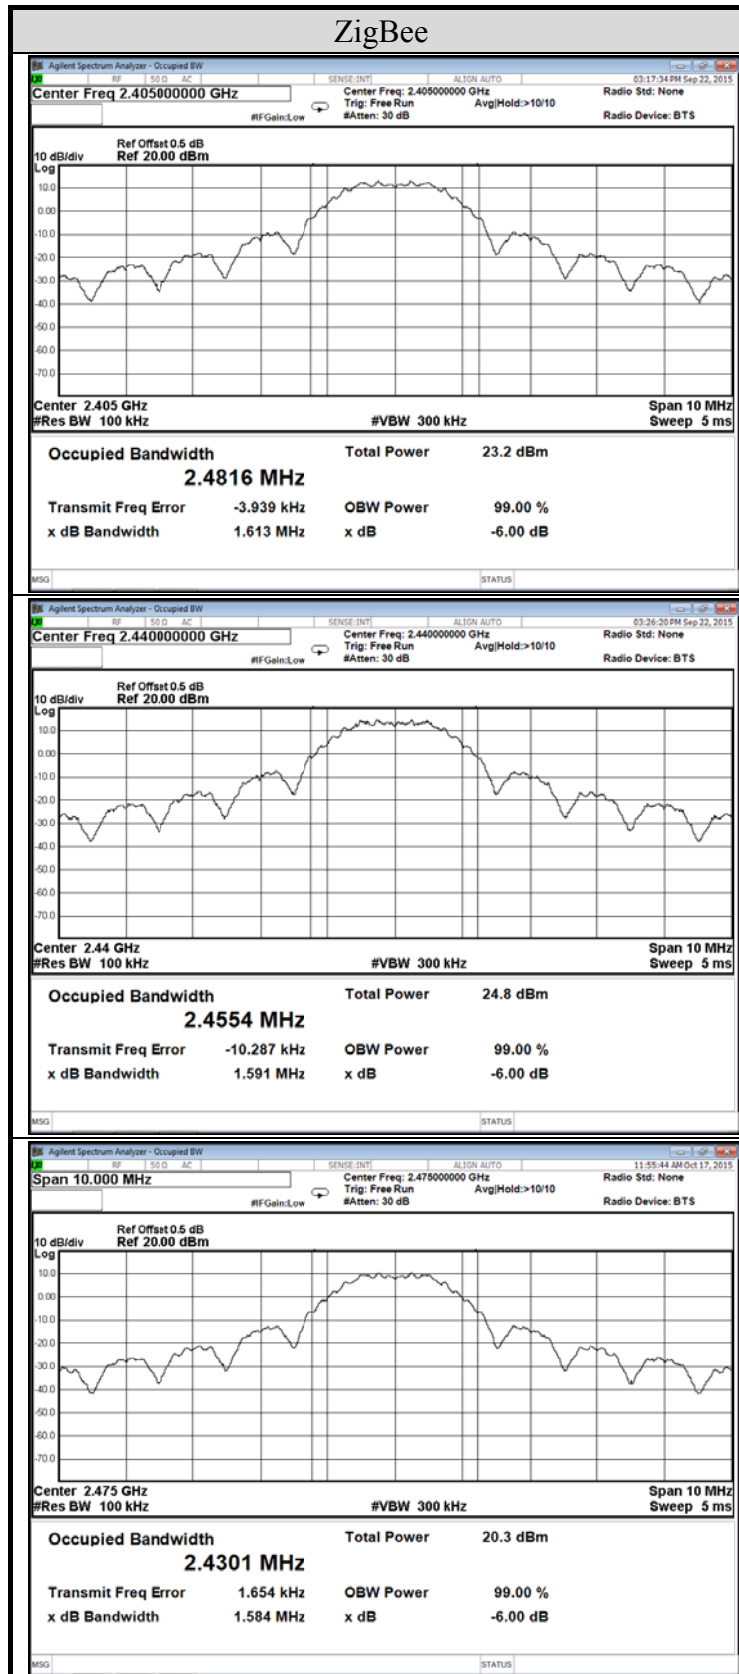 ZigBee
Agilent Spectrum Analyzer - Occupied BW
LXI RF 50 Ω AC SENSE:INT ALIGN AUTO 03:17:34 PM Sep 22, 2015
Center Freq 2.405000000 GHz Center Freq: 2.405000000 GHz Radio Std: None
Trig: Free Run Avg|Hold:>10/10
#IFGain:Low #Atten: 30 dB Radio Device: BTS
Ref Offset 0.5 dB
10 dB/div Ref 20.00 dBm
Log
10.0
0.00
-10.0
-20.0
-30.0
-40.0
-50.0
-60.0
-70.0
Center 2.405 GHz Span 10 MHz
#Res BW 100 kHz #VBW 300 kHz Sweep 5 ms
Occupied Bandwidth Total Power 23.2 dBm
2.4816 MHz
Transmit Freq Error -3.939 kHz OBW Power 99.00 %
x dB Bandwidth 1.613 MHz x dB -6.00 dB
MSG STATUS
Agilent Spectrum Analyzer - Occupied BW
LXI RF 50 Ω AC SENSE:INT ALIGN AUTO 03:26:20 PM Sep 22, 2015
Center Freq 2.440000000 GHz Center Freq: 2.440000000 GHz Radio Std: None
Trig: Free Run Avg|Hold:>10/10
#IFGain:Low #Atten: 30 dB Radio Device: BTS
Ref Offset 0.5 dB
10 dB/div Ref 20.00 dBm
Log
10.0
0.00
-10.0
-20.0
-30.0
-40.0
-50.0
-60.0
-70.0
Center 2.44 GHz Span 10 MHz
#Res BW 100 kHz #VBW 300 kHz Sweep 5 ms
Occupied Bandwidth Total Power 24.8 dBm
2.4554 MHz
Transmit Freq Error -10.287 kHz OBW Power 99.00 %
x dB Bandwidth 1.591 MHz x dB -6.00 dB
MSG STATUS
Agilent Spectrum Analyzer - Occupied BW
LXI RF 50 Ω AC SENSE:INT ALIGN AUTO 11:55:44 AM Oct 17, 2015
Span 10.000 MHz Center Freq: 2.475000000 GHz Radio Std: None
Trig: Free Run Avg|Hold:>10/10
#IFGain:Low #Atten: 30 dB Radio Device: BTS
Ref Offset 0.5 dB
10 dB/div Ref 20.00 dBm
Log
10.0
0.00
-10.0
-20.0
-30.0
-40.0
-50.0
-60.0
-70.0
Center 2.475 GHz Span 10 MHz
#Res BW 100 kHz #VBW 300 kHz Sweep 5 ms
Occupied Bandwidth Total Power 20.3 dBm
2.4301 MHz
Transmit Freq Error 1.654 kHz OBW Power 99.00 %
x dB Bandwidth 1.584 MHz x dB -6.00 dB
MSG STATUS